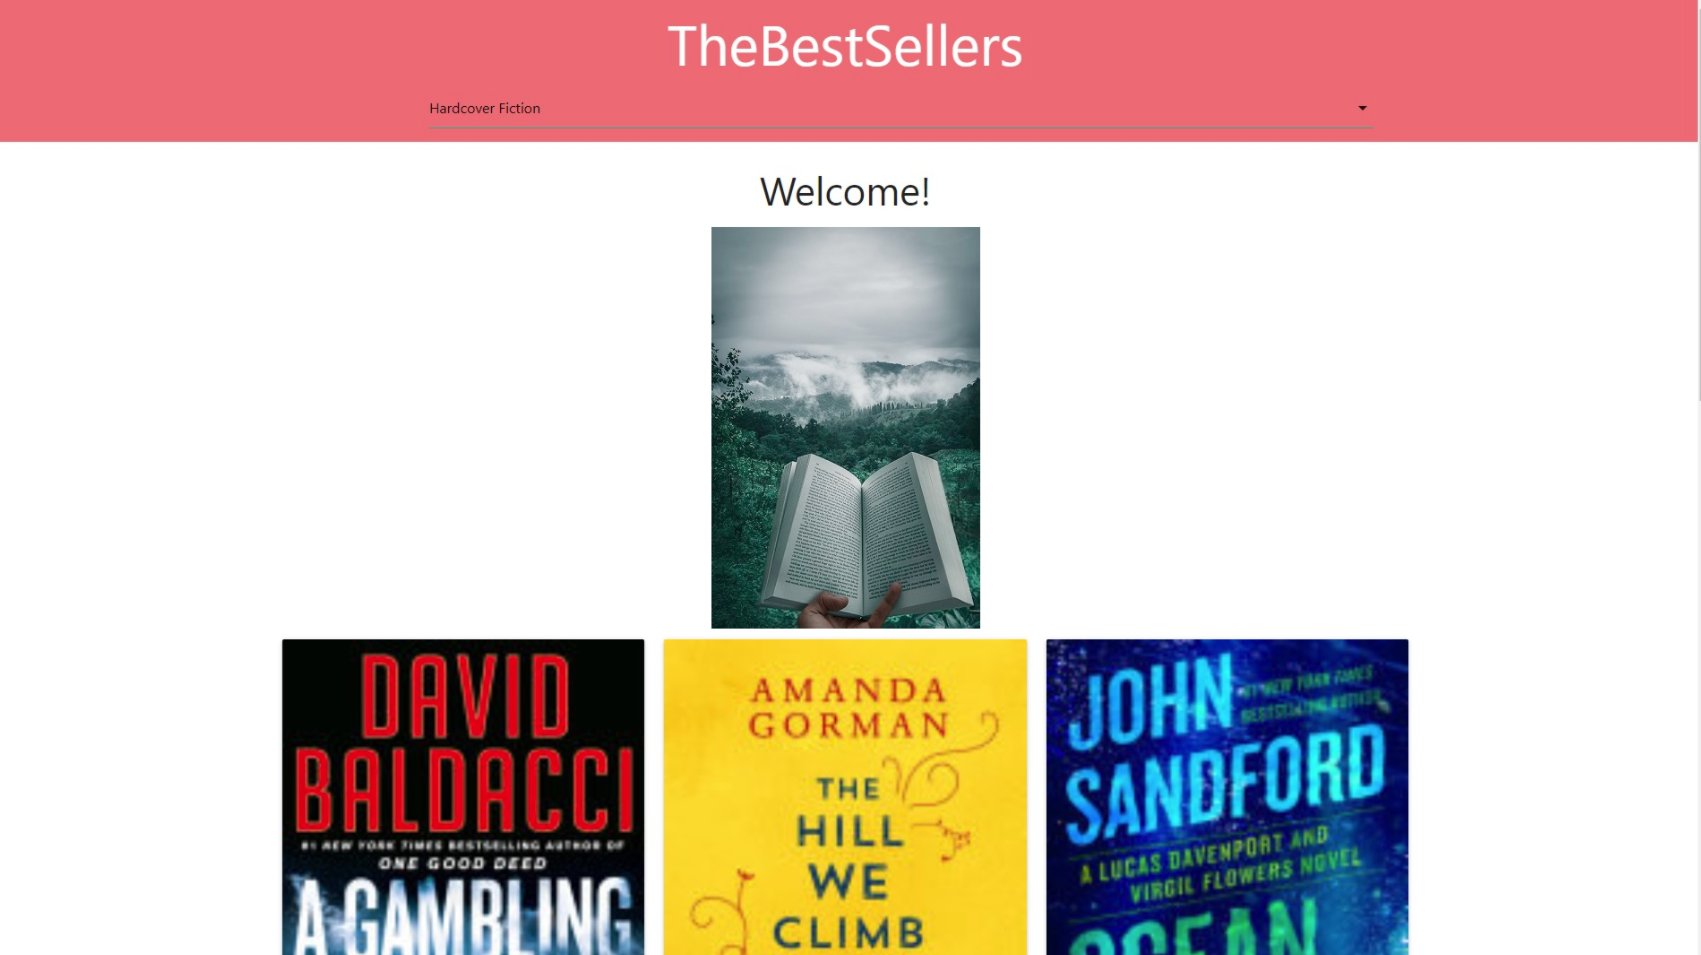 TheBestSellers
Hardcover Fiction
Welcome!
DAVID
BALDACCI
#1 NEW YORK TIMES BESTSELLING AUTHOR OF
ONE GOOD DEED
A GAMBLING
AMANDA
GORMAN
THE
HILL
WE
CLIMB
JOHN
#1 NEW YORK TIMES
BESTSELLING AUTHOR
SANDFORD
A LUCAS DAVENPORT AND
VIRGIL FLOWERS NOVEL
OCEAN